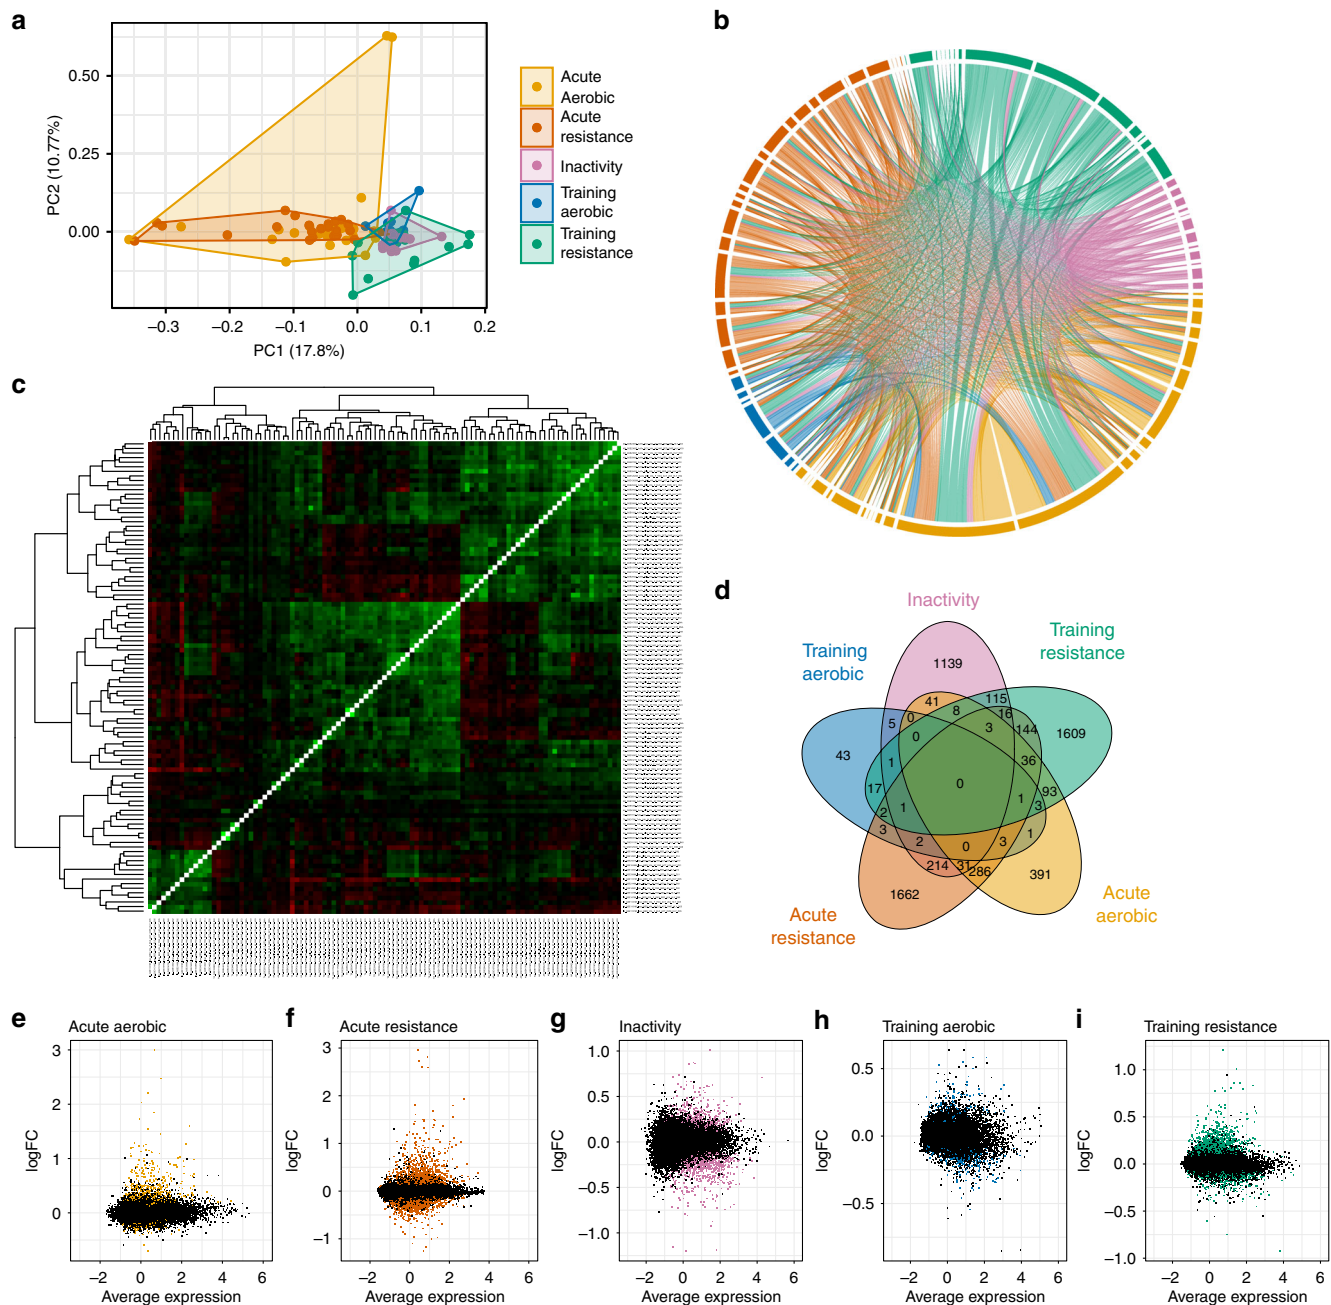 a
0.50
0.25
0.00
PC2 (10.77%)
−0.3
−0.2
−0.1
0.0
0.1
0.2
PC1 (17.8%)
Acute
Aerobic
Acute
resistance
Inactivity
Training
aerobic
Training
resistance
b
c
d
Inactivity
Training
aerobic
Training
resistance
Acute
resistance
Acute
aerobic
1139
41
8
115
16
5
0
0
3
144
1609
43
1
36
17
0
93
2
1
1
3
3
2
0
3
1
214
31
286
391
1662
e
Acute aerobic
3
2
1
0
logFC
−2
0
2
4
6
Average expression
f
Acute resistance
3
2
1
0
−1
logFC
−2
0
2
4
6
Average expression
g
Inactivity
1.0
0.5
0.0
−0.5
−1.0
logFC
−2
0
2
4
6
Average expression
h
Training aerobic
0.5
0.0
−0.5
logFC
−2
0
2
4
6
Average expression
i
Training resistance
1.0
0.5
0.0
−0.5
−1.0
logFC
−2
0
2
4
6
Average expression